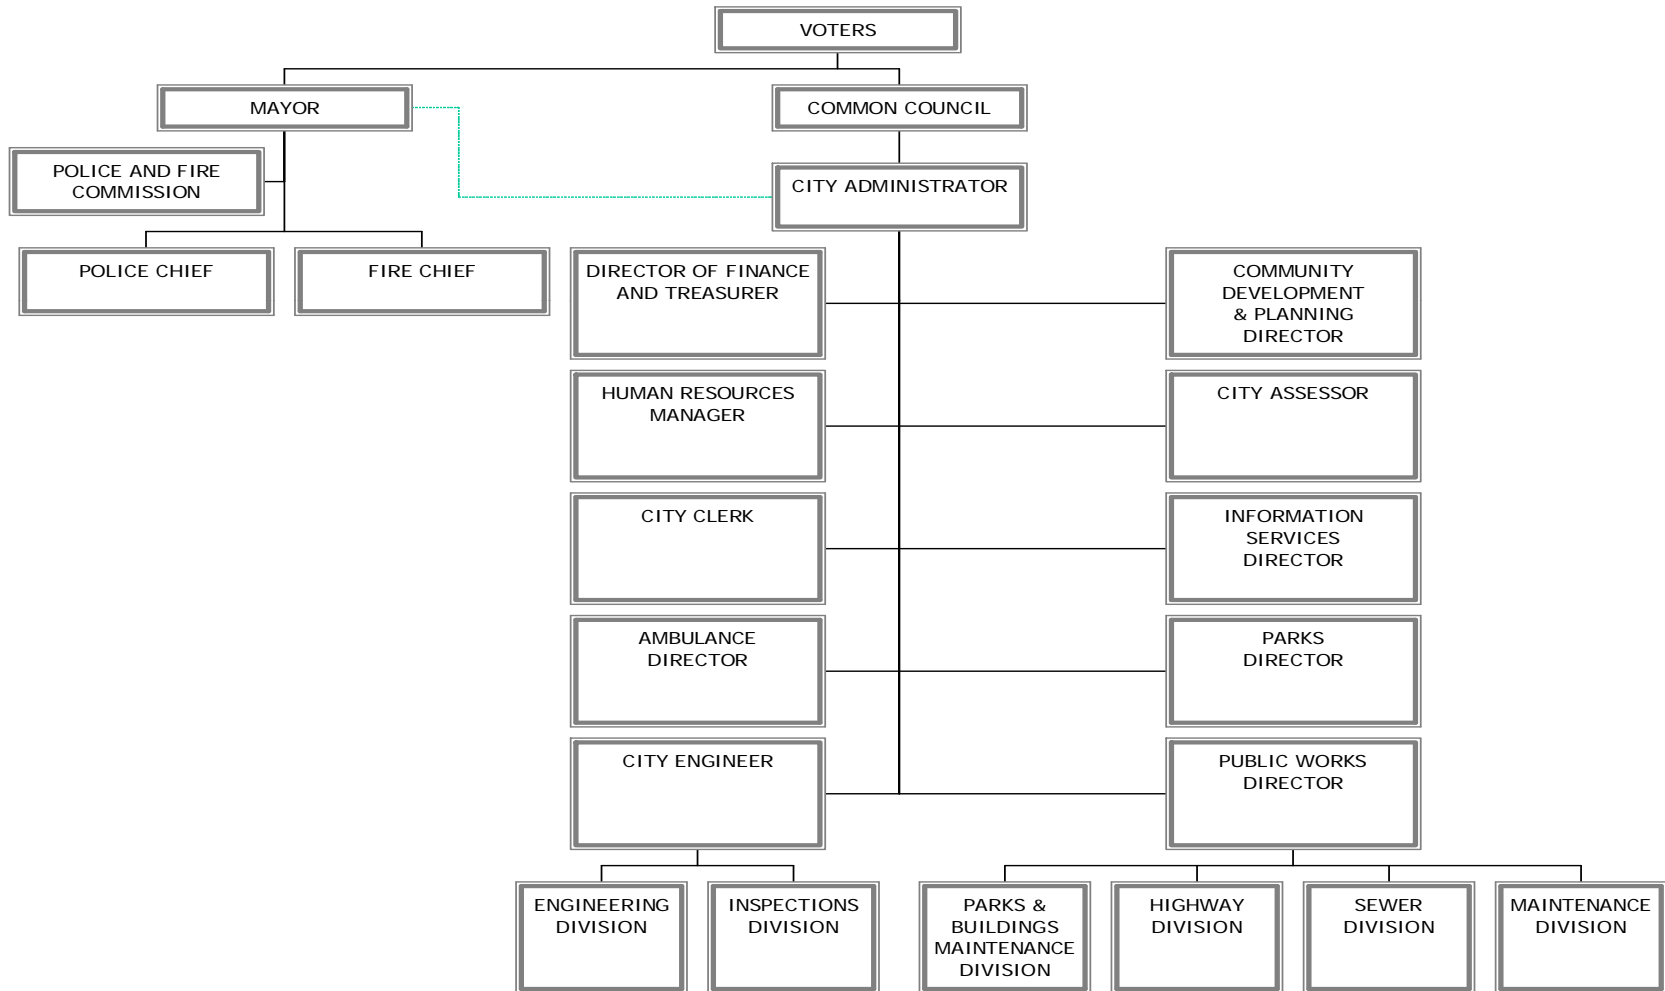 VOTERS
MAYOR
COMMON COUNCIL
POLICE AND FIRE
COMMISSION
CITY ADMINISTRATOR
POLICE CHIEF
FIRE CHIEF
DIRECTOR OF FINANCE
AND TREASURER
COMMUNITY
DEVELOPMENT
& PLANNING
DIRECTOR
HUMAN RESOURCES
MANAGER
CITY ASSESSOR
CITY CLERK
INFORMATION
SERVICES
DIRECTOR
AMBULANCE
DIRECTOR
PARKS
DIRECTOR
CITY ENGINEER
PUBLIC WORKS
DIRECTOR
ENGINEERING
DIVISION
INSPECTIONS
DIVISION
PARKS &
BUILDINGS
MAINTENANCE
DIVISION
HIGHWAY
DIVISION
SEWER
DIVISION
MAINTENANCE
DIVISION